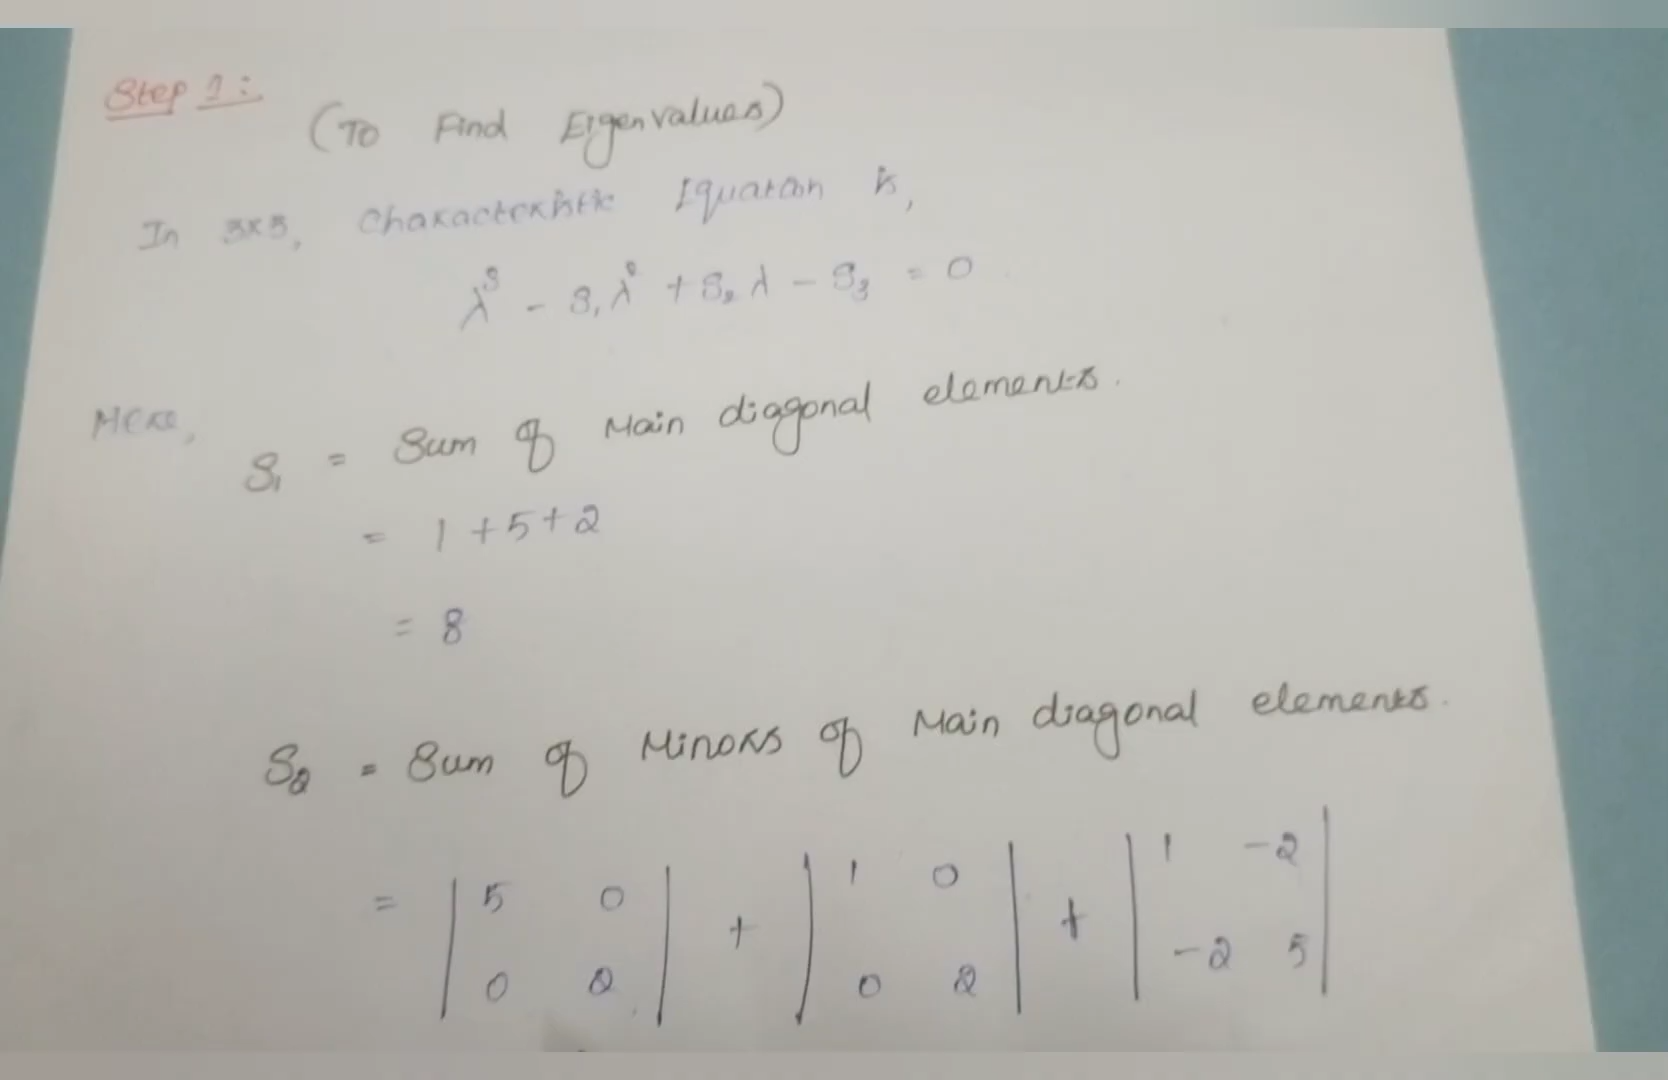 Step 1:
(To Find Eigenvalues)
In 3x3, Characteristic Equation is,
λ³ - S₁λ² + S₂λ - S₃ = 0
Here,
S₁ = Sum of Main diagonal elements.
= 1 + 5 + 2
= 8
S₂ = Sum of Minors of Main diagonal elements.
= | 5 0 | + | 1 0 | + | 1 -2 |
| 0 2 | | 0 2 | | -2 5 |